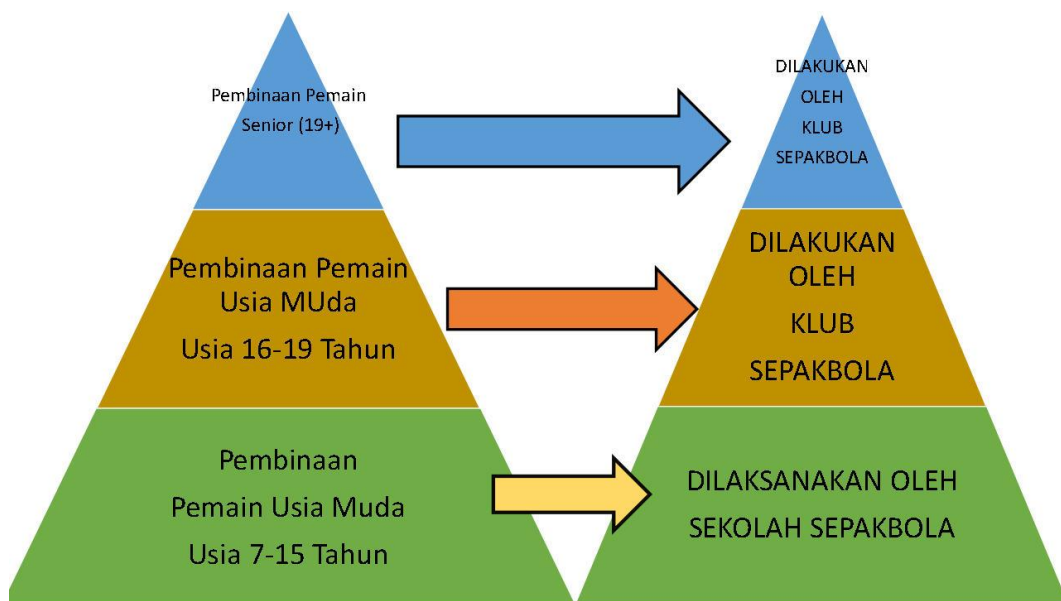 Pembinaan Pemain
Senior (19+)
DILAKUKAN
OLEH
KLUB
SEPAKBOLA
Pembinaan Pemain
Usia MUda
Usia 16-19 Tahun
DILAKUKAN
OLEH
KLUB
SEPAKBOLA
Pembinaan
Pemain Usia Muda
Usia 7-15 Tahun
DILAKSANAKAN OLEH
SEKOLAH SEPAKBOLA